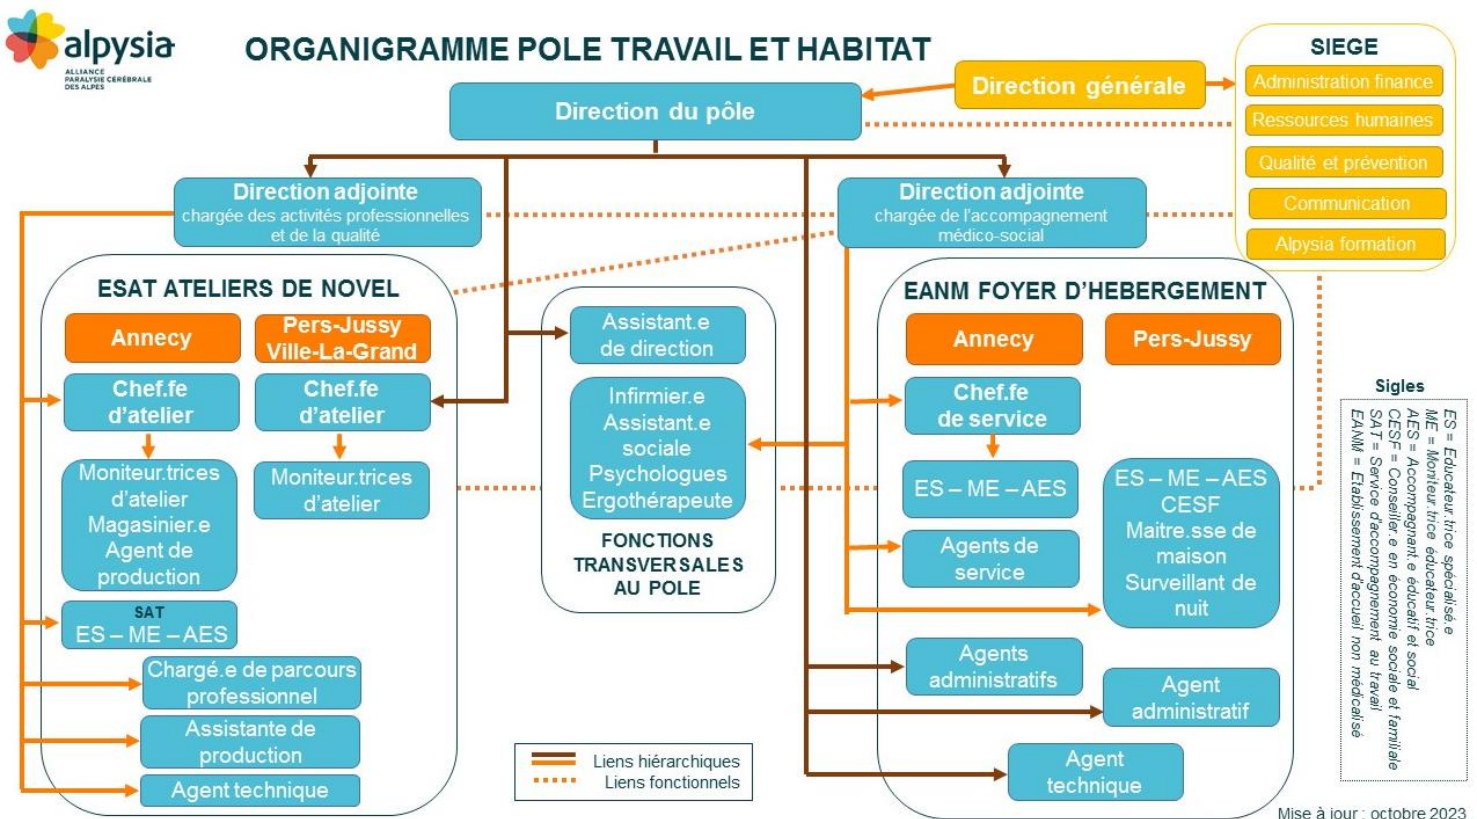 alpysia
ALLIANCE
PARALYSIE CÉRÉBRALE
DES ALPES
ORGANIGRAMME POLE TRAVAIL ET HABITAT
Direction générale
SIEGE
Administration finance
Ressources humaines
Qualité et prévention
Communication
Alpysia formation
Direction du pôle
Direction adjointe
chargée des activités professionnelles
et de la qualité
Direction adjointe
chargée de l'accompagnement
médico-social
ESAT ATELIERS DE NOVEL
Annecy
Pers-Jussy
Ville-La-Grand
Chef.fe
d'atelier
Chef.fe
d'atelier
Moniteur.trices
d'atelier
Magasinier.e
Agent de
production
Moniteur.trices
d'atelier
SAT
ES – ME – AES
Chargé.e de parcours
professionnel
Assistante de
production
Agent technique
Assistant.e
de direction
Infirmier.e
Assistant.e
sociale
Psychologues
Ergothérapeute
FONCTIONS
TRANSVERSALES
AU POLE
EANM FOYER D'HEBERGEMENT
Annecy
Pers-Jussy
Chef.fe
de service
ES – ME – AES
Agents de
service
ES – ME – AES
CESF
Maitre.sse de
maison
Surveillant de
nuit
Agents
administratifs
Agent
administratif
Agent
technique
Liens hiérarchiques
Liens fonctionnels
Sigles
ES = Educateur.trice spécialisé.e
ME = Moniteur.trice éducateur.trice
AES = Accompagnant.e éducatif et social
CESF = Conseiller.e en économie sociale et familiale
SAT = Service d'accompagnement au travail
EANM = Etablissement d'accueil non médicalisé
Mise à jour : octobre 2023